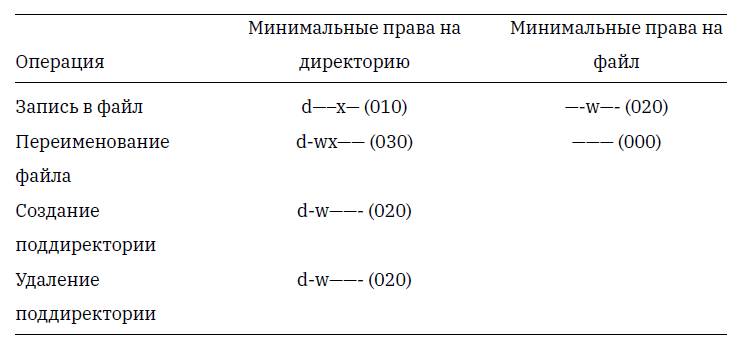 Минимальные права на Минимальные права на
Операция директорию файл
Запись в файл d—–x— (010) —-w—- (020)
Переименование d-wx—— (030) ——— (000)
файла
Создание d-w——- (020)
поддиректории
Удаление d-w——- (020)
поддиректории